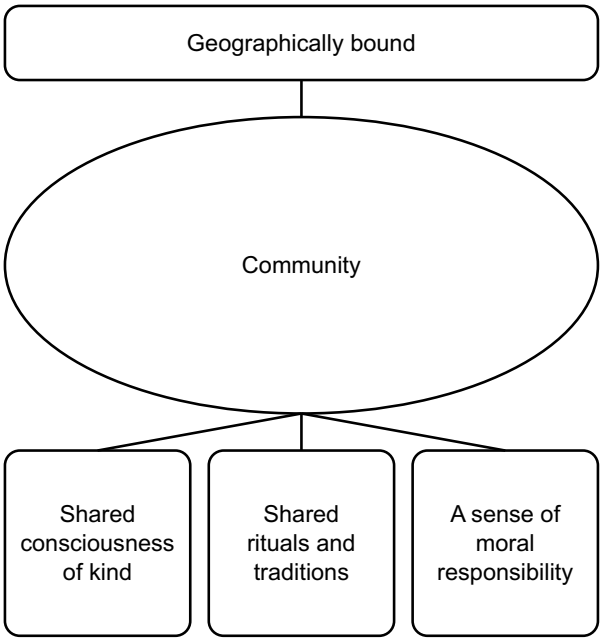 Geographically bound
Community
Shared
consciousness
of kind
Shared
rituals and
traditions
A sense of
moral
responsibility